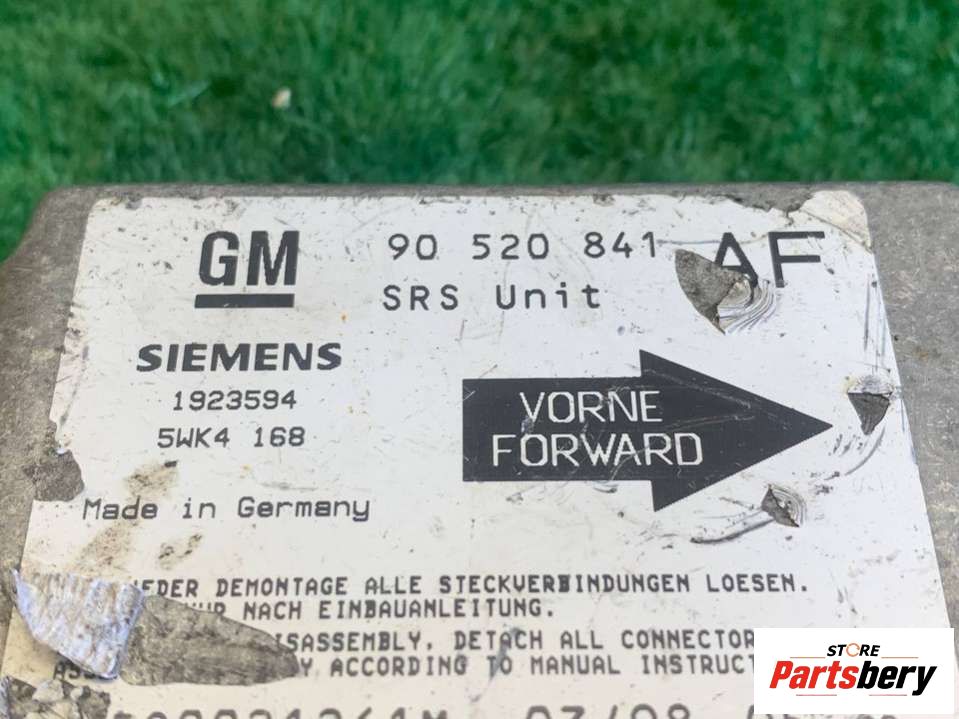 GM
90 520 841 AF
SRS Unit
SIEMENS
1923594
5WK4 168
VORNE
FORWARD
Made in Germany
DEMONTAGE ALLE STECKVERBINDUNGEN LOESEN.
NACH EINBAUANLEITUNG.
DETACH ALL
ACCORDING TO MANUAL
STORE
Partsbery